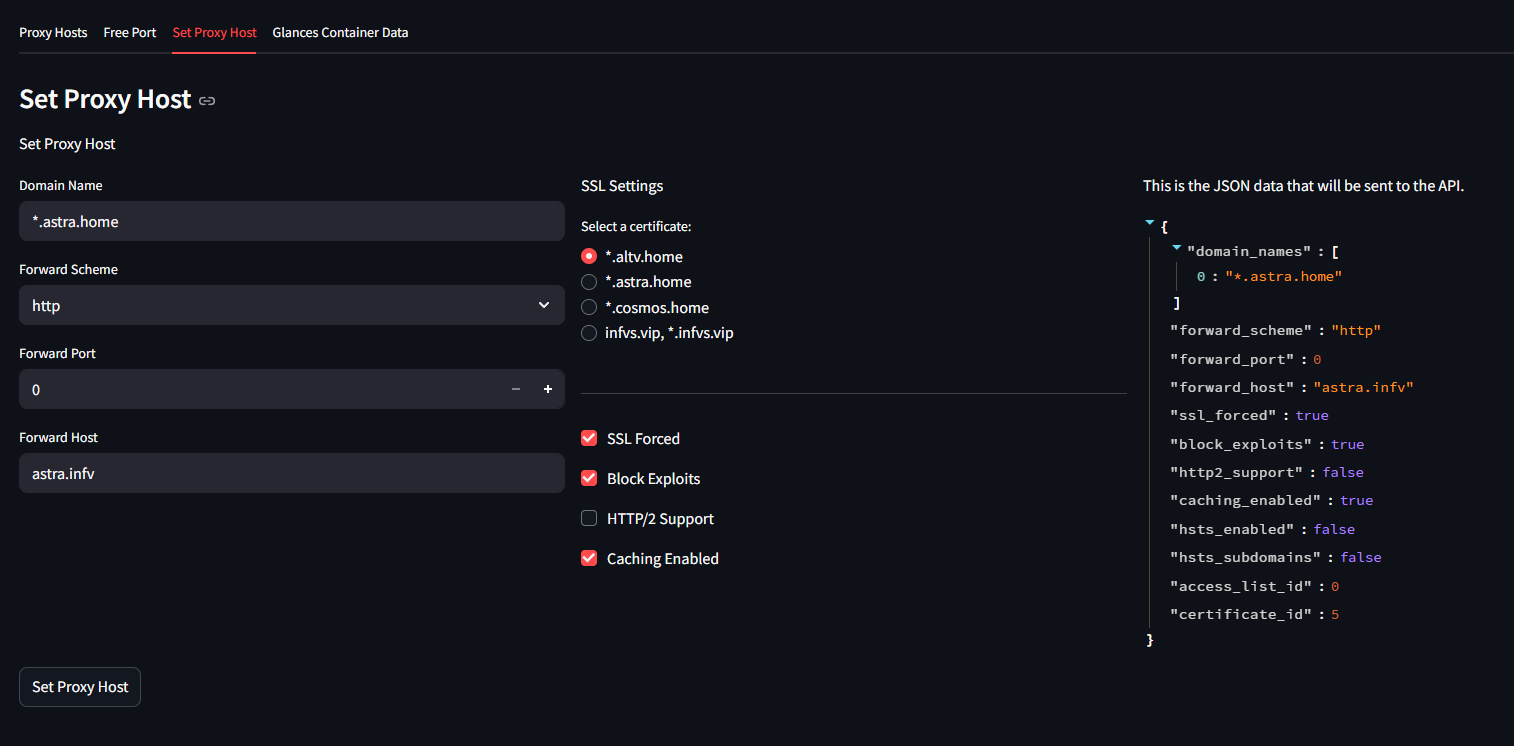 Proxy Hosts Free Port Set Proxy Host Glances Container Data
Set Proxy Host
Set Proxy Host
Domain Name
*.astra.home
Forward Scheme
http
Forward Port
0
Forward Host
astra.infv
SSL Settings
Select a certificate:
*.altv.home
*.astra.home
*.cosmos.home
infvs.vip, *.infvs.vip
SSL Forced
Block Exploits
HTTP/2 Support
Caching Enabled
This is the JSON data that will be sent to the API.
{
"domain_names" : [
0 : "*.astra.home"
]
"forward_scheme" : "http"
"forward_port" : 0
"forward_host" : "astra.infv"
"ssl_forced" : true
"block_exploits" : true
"http2_support" : false
"caching_enabled" : true
"hsts_enabled" : false
"hsts_subdomains" : false
"access_list_id" : 0
"certificate_id" : 5
}
Set Proxy Host